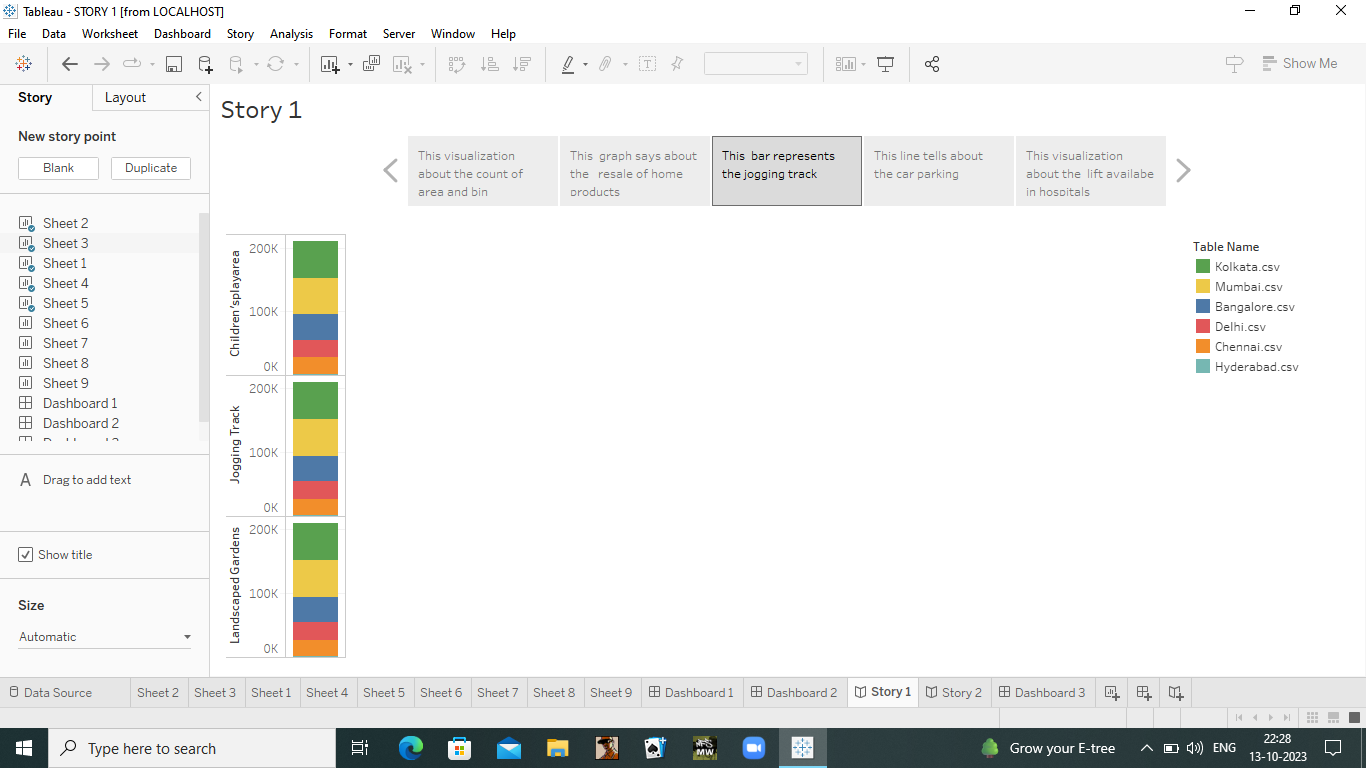 Tableau - STORY 1 [from LOCALHOST]
File Data Worksheet Dashboard Story Analysis Format Server Window Help
Show Me
Story Layout
New story point
Blank Duplicate
Sheet 2
Sheet 3
Sheet 1
Sheet 4
Sheet 5
Sheet 6
Sheet 7
Sheet 8
Sheet 9
Dashboard 1
Dashboard 2
A Drag to add text
Show title
Size
Automatic
Story 1
This visualization
about the count of
area and bin
This graph says about
the resale of home
products
This bar represents
the jogging track
This line tells about
the car parking
This visualization
about the lift availabe
in hospitals
Children'splayarea
200K
100K
0K
Jogging Track
200K
100K
0K
Landscaped Gardens
200K
100K
0K
Table Name
Kolkata.csv
Mumbai.csv
Bangalore.csv
Delhi.csv
Chennai.csv
Hyderabad.csv
Data Source Sheet 2 Sheet 3 Sheet 1 Sheet 4 Sheet 5 Sheet 6 Sheet 7 Sheet 8 Sheet 9 Dashboard 1 Dashboard 2 Story 1 Story 2 Dashboard 3
Type here to search
MW
Grow your E-tree
ENG
22:28
13-10-2023